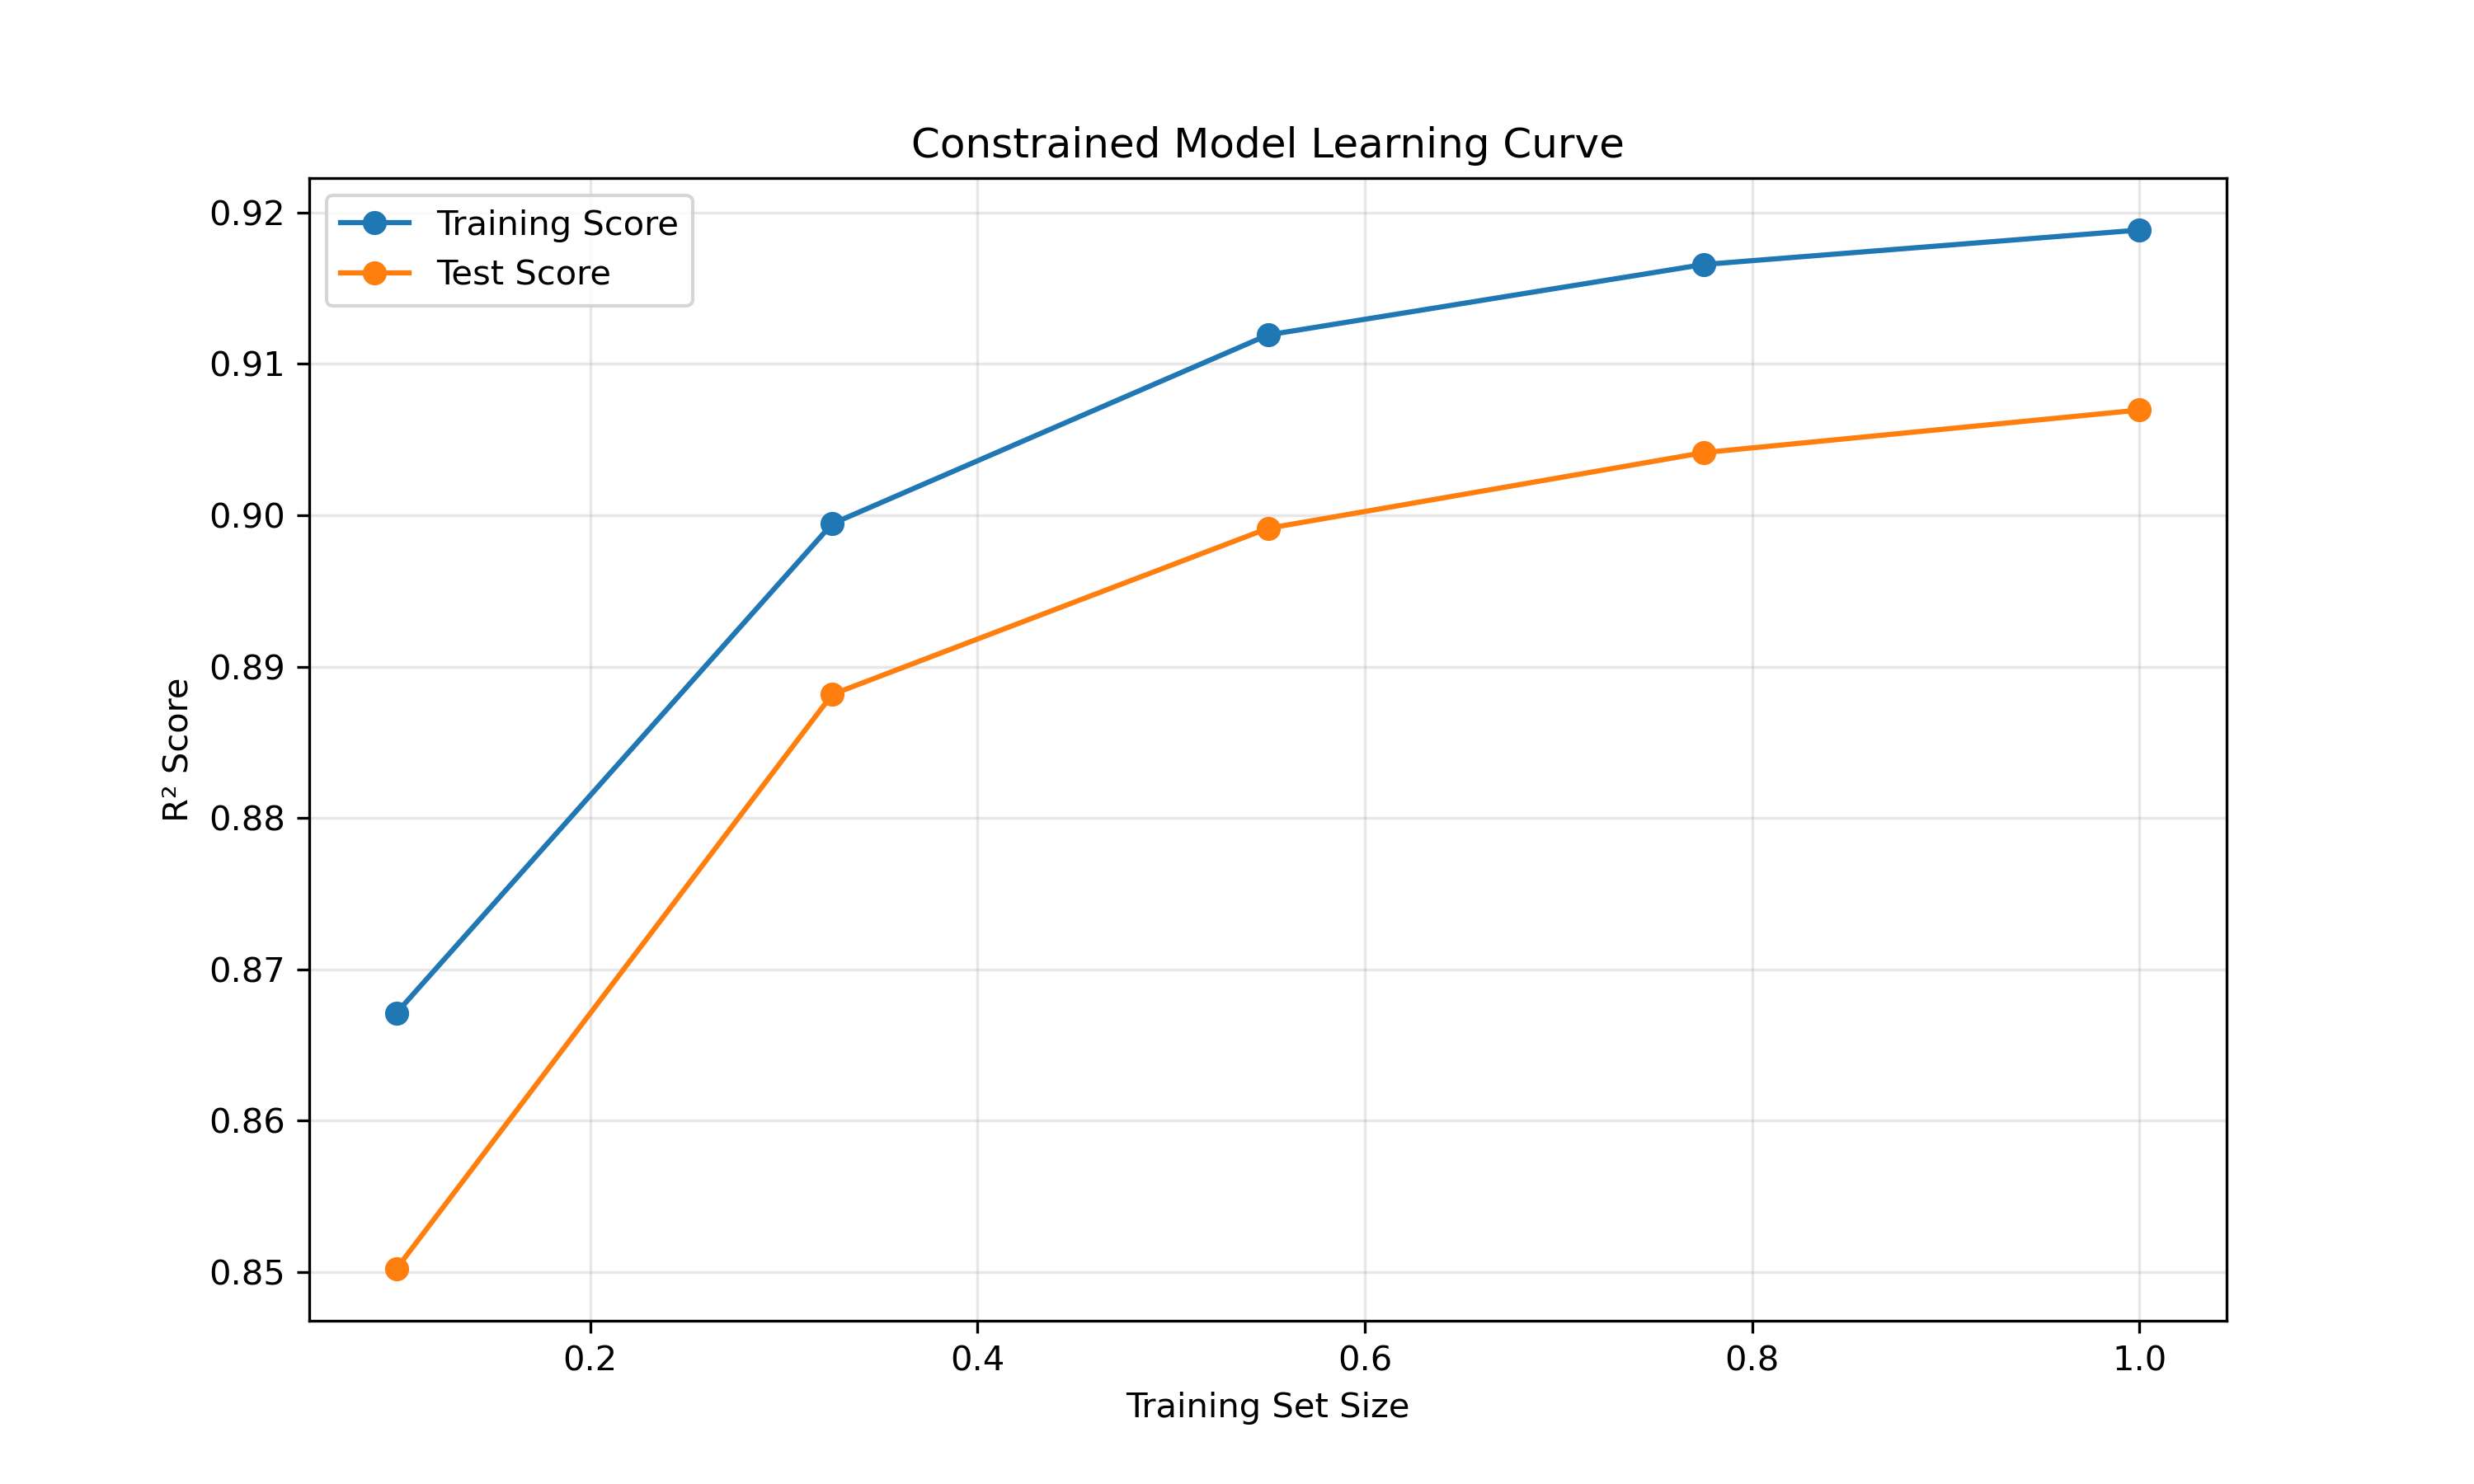 Constrained Model Learning Curve
Training Score
Test Score
0.92
0.91
0.90
0.89
0.88
0.87
0.86
0.85
R² Score
0.2 0.4 0.6 0.8 1.0
Training Set Size